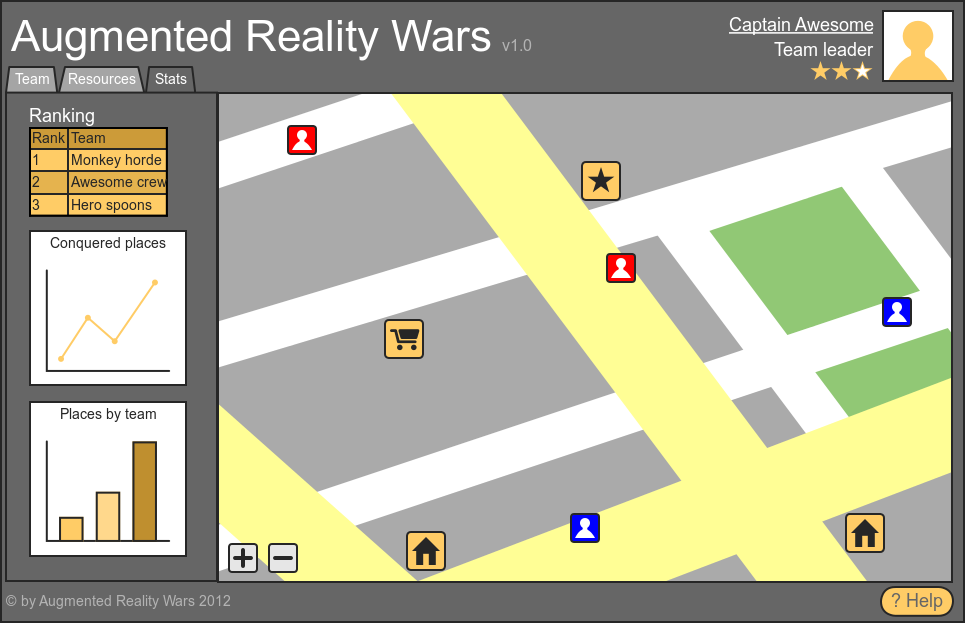 Augmented Reality Wars v1.0
Captain Awesome
Team leader
Team Resources Stats
Ranking
Rank Team
1 Monkey horde
2 Awesome crew
3 Hero spoons
Conquered places
Places by team
© by Augmented Reality Wars 2012
? Help